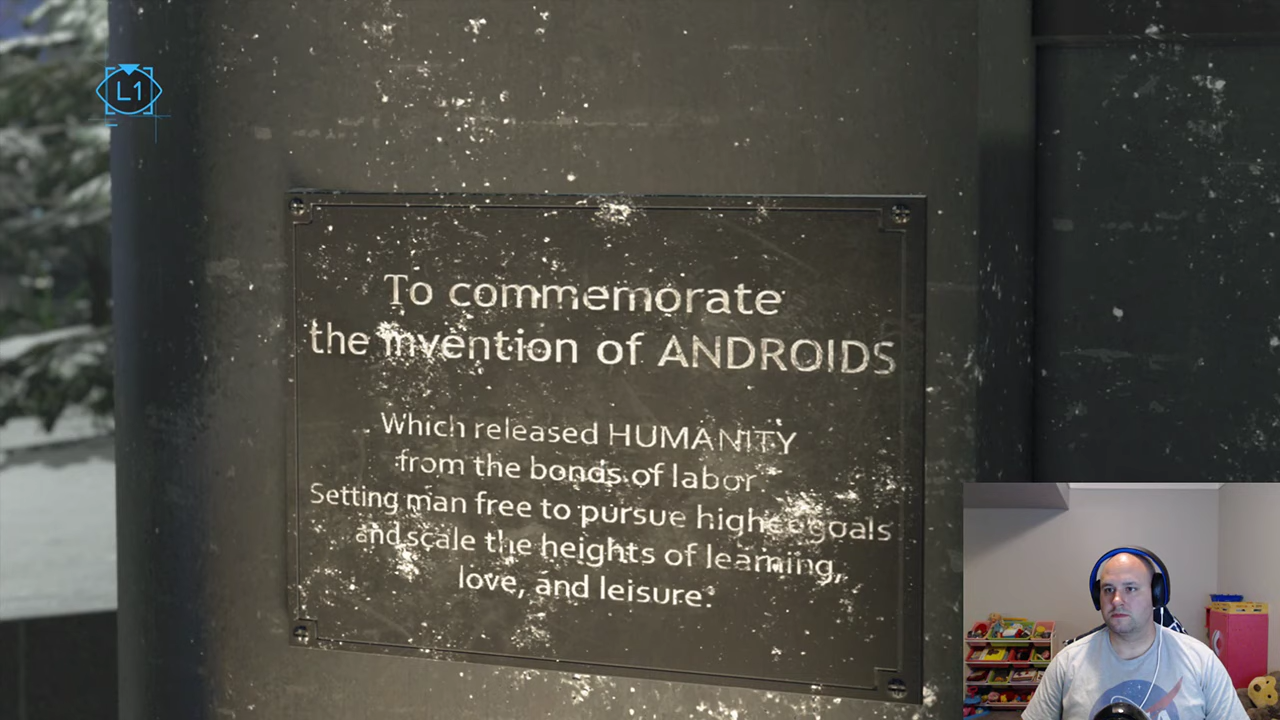 L1
To commemorate
the invention of ANDROIDS
Which released HUMANITY
from the bonds of labor
Setting man free to pursue higher goals
and scale the heights of learning,
love, and leisure.